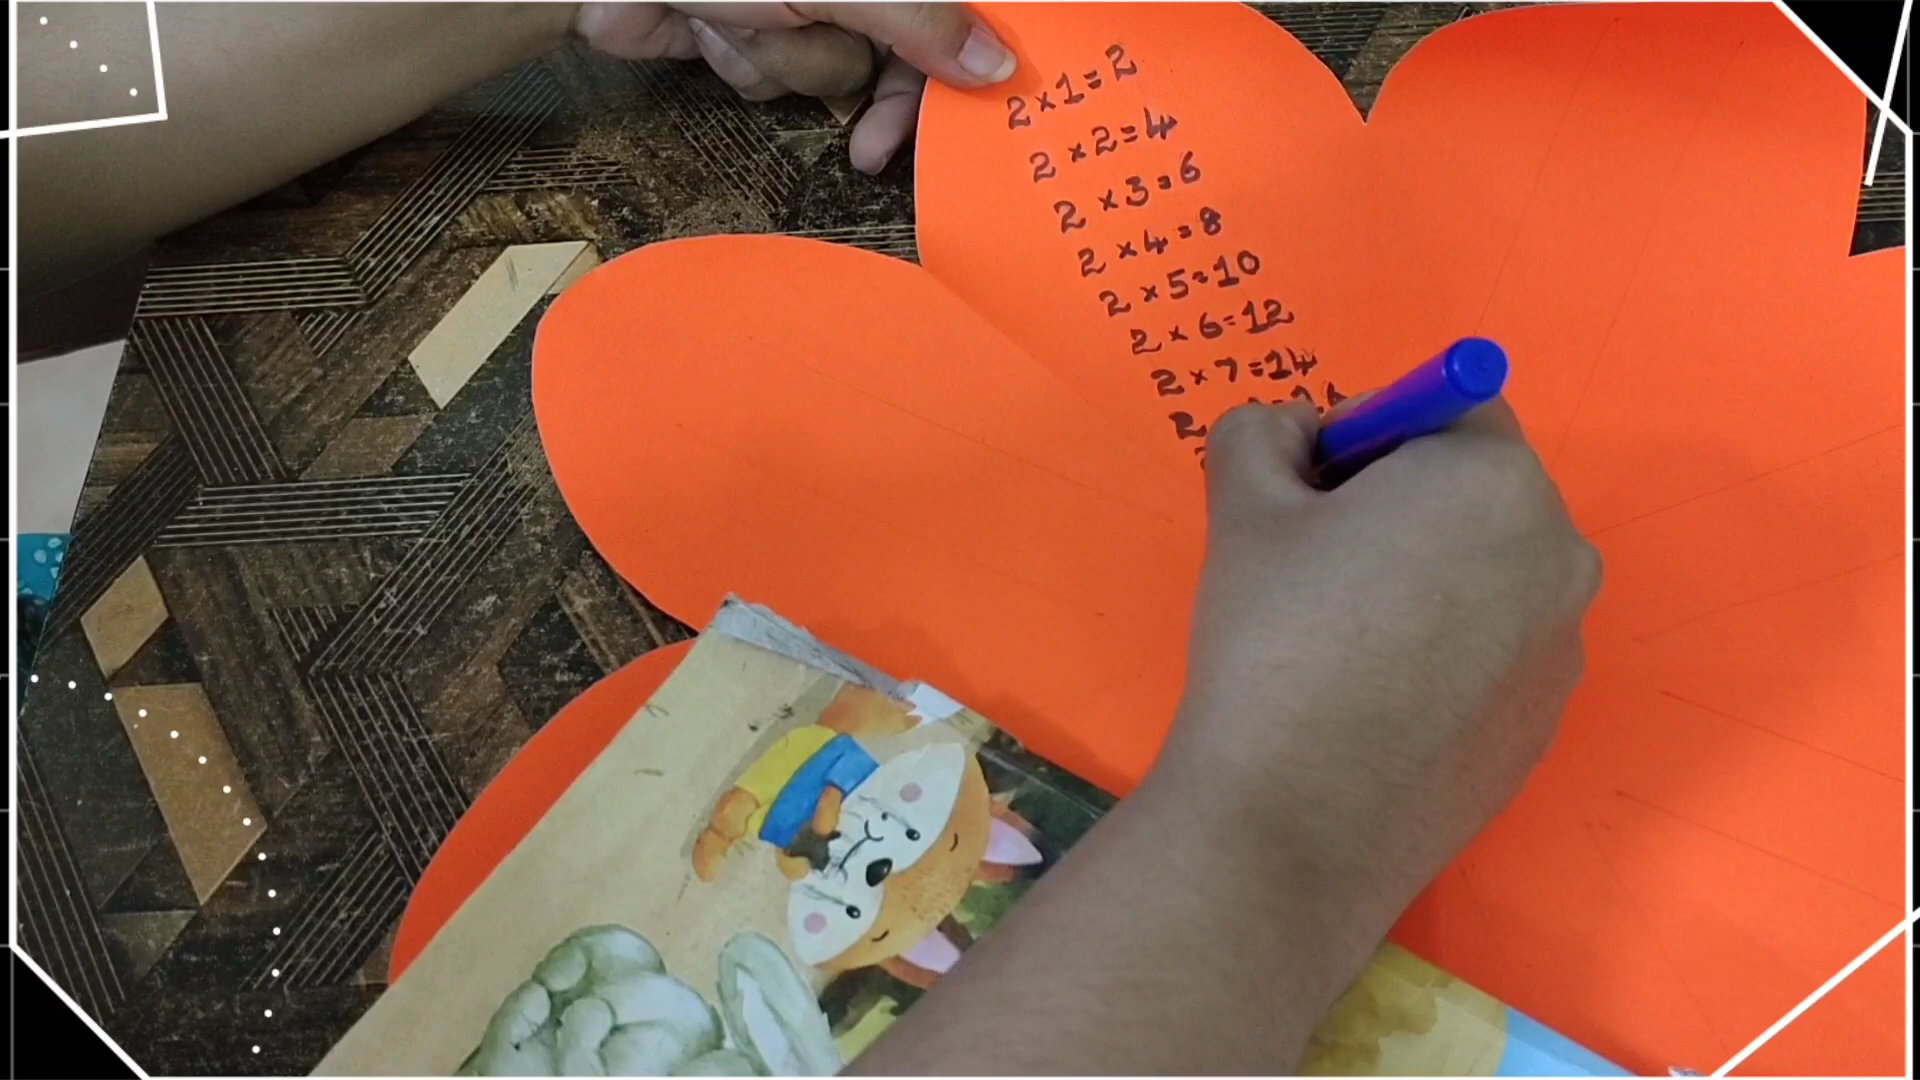 2 x 1 = 2
2 x 2 = 4
2 x 3 = 6
2 x 4 = 8
2 x 5 = 10
2 x 6 = 12
2 x 7 = 14
2